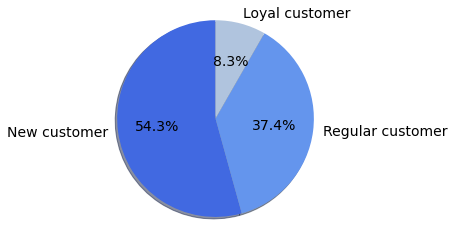 Loyal customer
8.3%
New customer
54.3%
37.4%
Regular customer